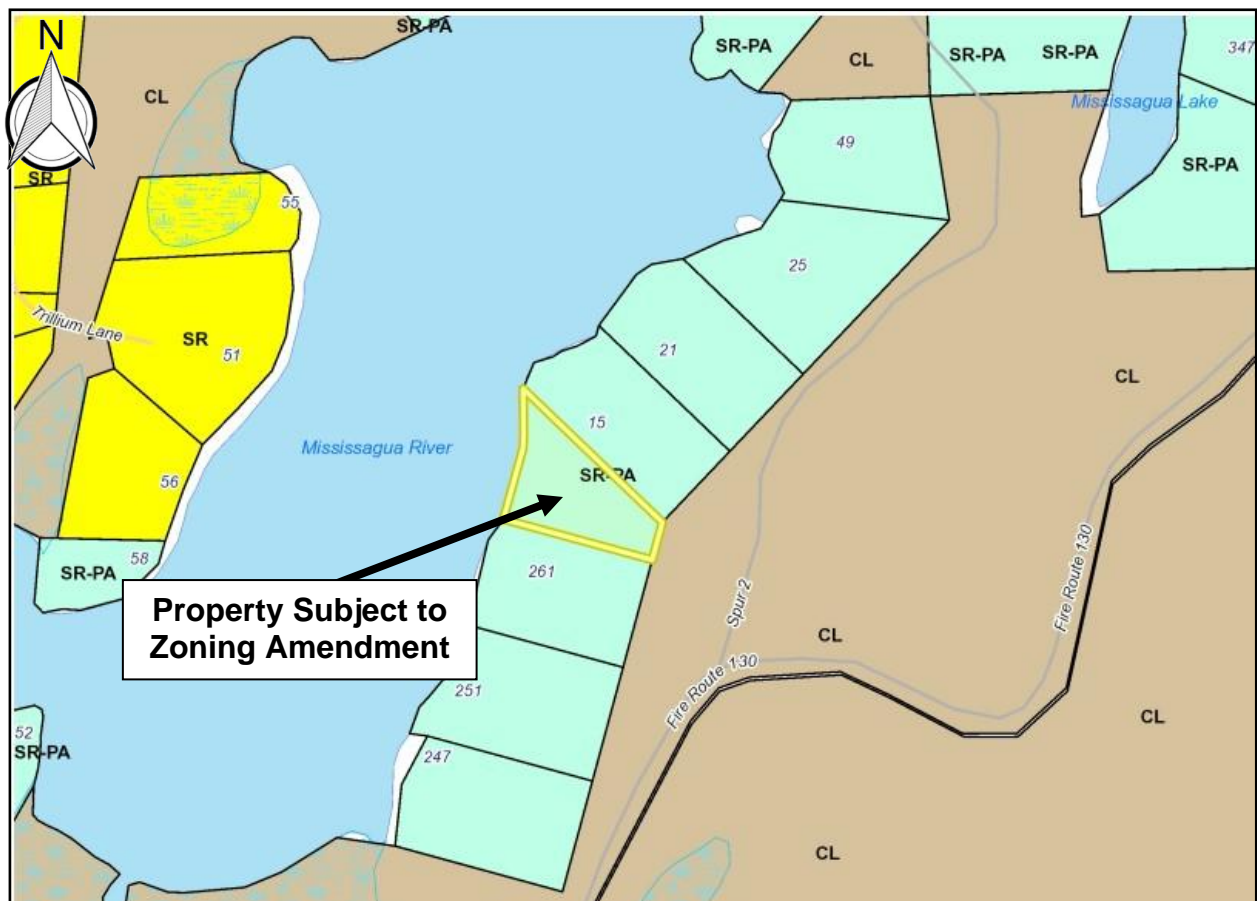 N
SR-PA
SR-PA
CL
SR-PA
SR-PA
347
CL
Mississagua Lake
49
SR-PA
SR
55
25
Trillium Lane
SR
51
21
CL
15
Mississagua River
SR-PA
56
58
SR-PA
261
Property Subject to
Zoning Amendment
Spur 2
Fire Route 130
CL
Fire Route 130
251
CL
52
SR-PA
247
CL